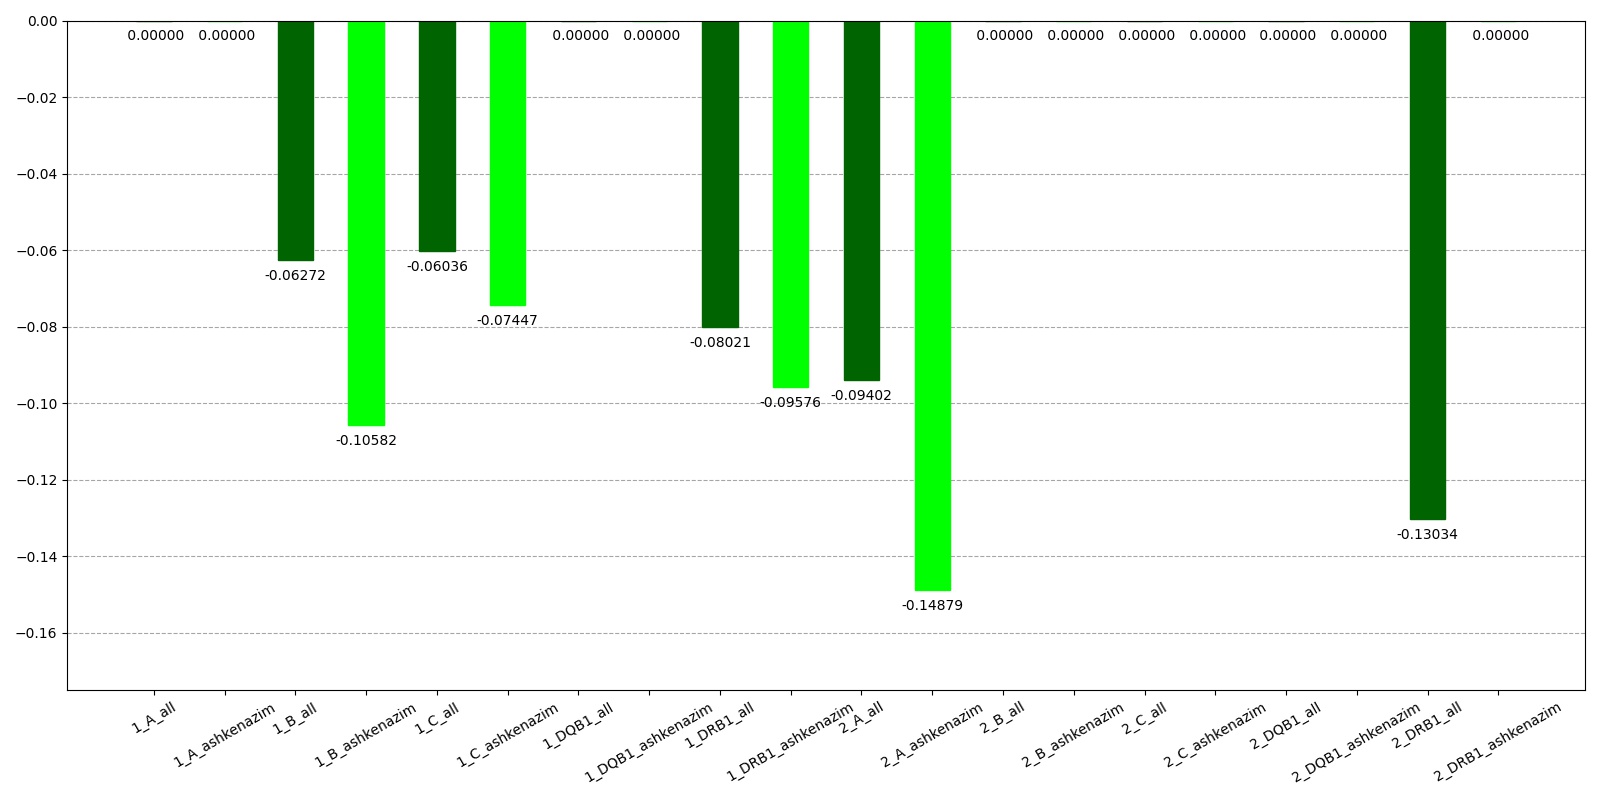 0.00
−0.02
−0.04
−0.06
−0.08
−0.10
−0.12
−0.14
−0.16
0.00000
0.00000
-0.06272
-0.10582
-0.06036
-0.07447
0.00000
0.00000
-0.08021
-0.09576
-0.09402
-0.14879
0.00000
0.00000
0.00000
0.00000
0.00000
0.00000
-0.13034
0.00000
1_A_all
1_A_ashkenazim
1_B_all
1_B_ashkenazim
1_C_all
1_C_ashkenazim
1_DQB1_all
1_DQB1_ashkenazim
1_DRB1_all
1_DRB1_ashkenazim
2_A_all
2_A_ashkenazim
2_B_all
2_B_ashkenazim
2_C_all
2_C_ashkenazim
2_DQB1_all
2_DQB1_ashkenazim
2_DRB1_all
2_DRB1_ashkenazim